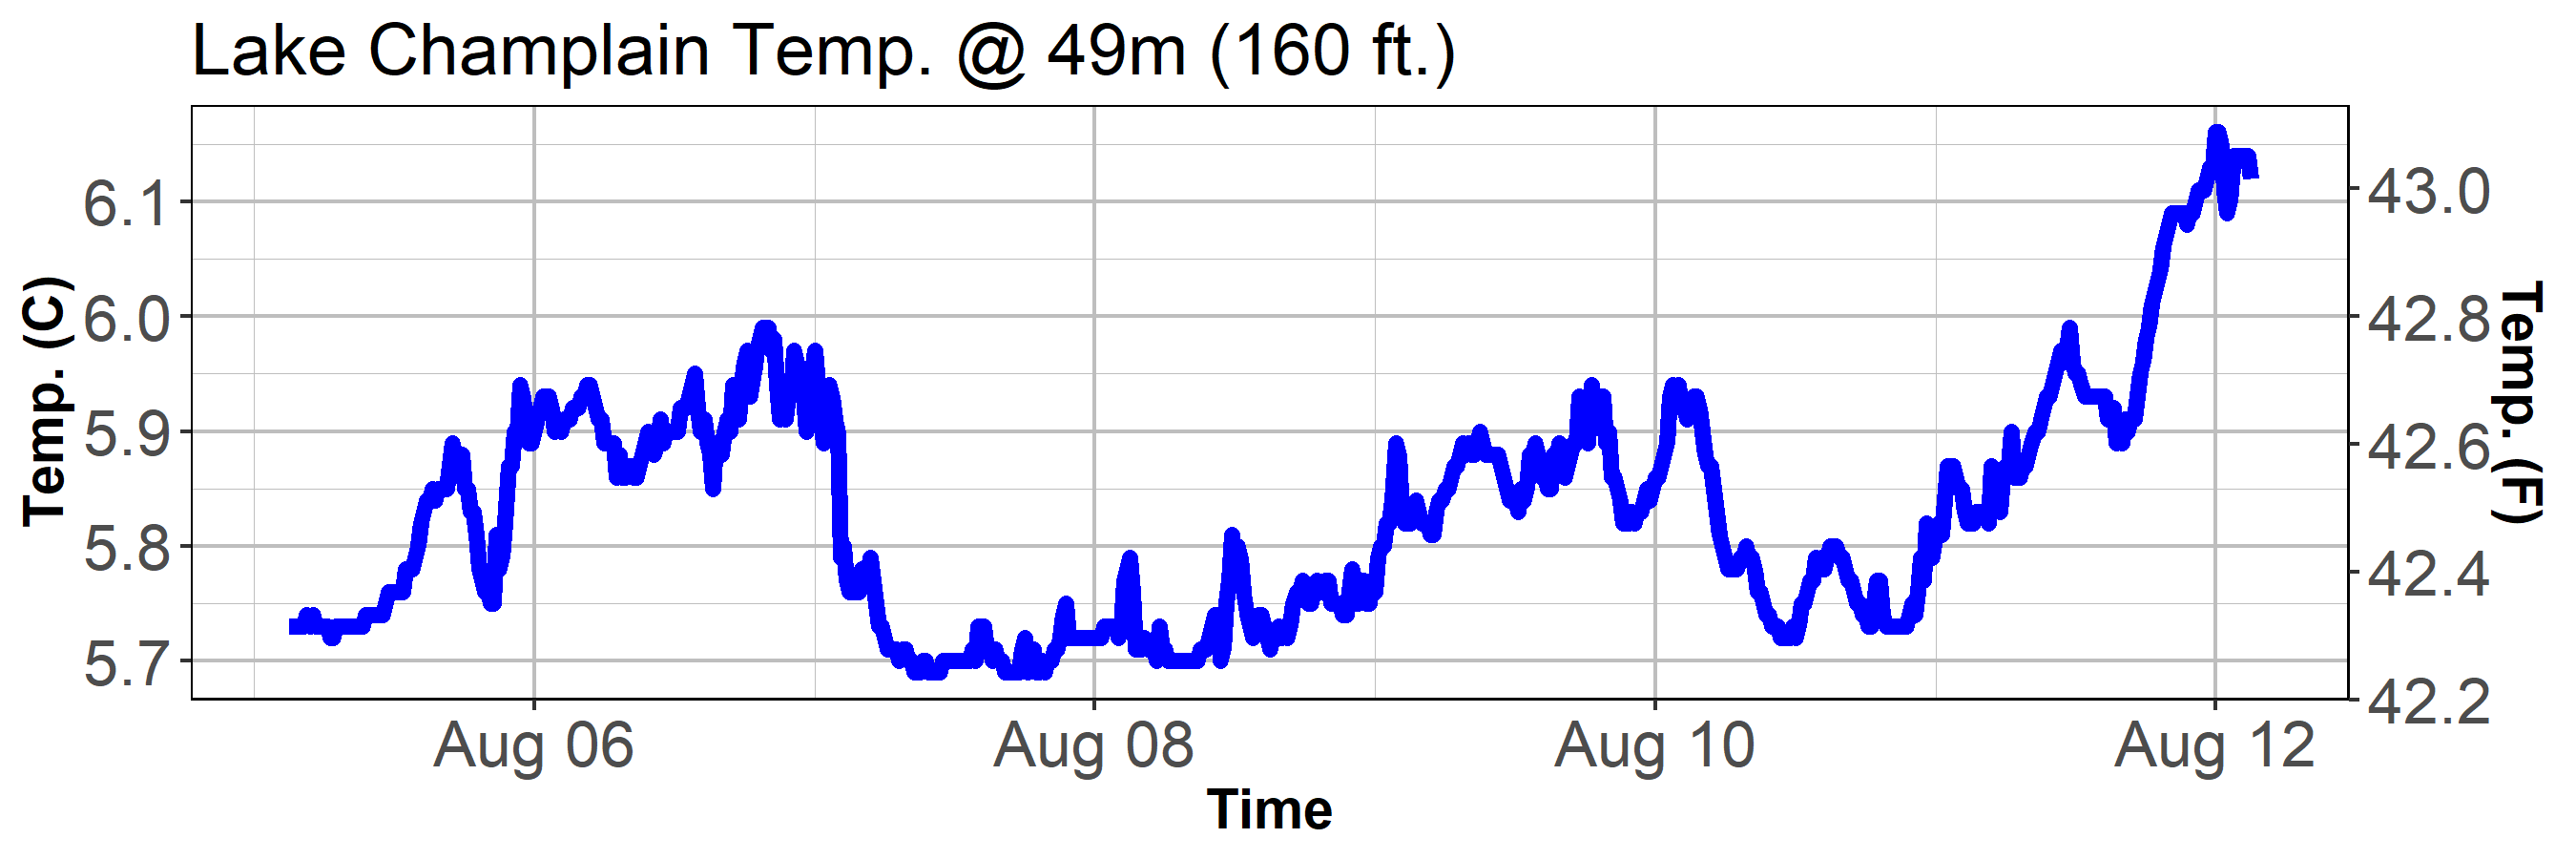 Lake Champlain Temp. @ 49m (160 ft.)
Temp. (C)
6.1
6.0
5.9
5.8
5.7
43.0
42.8
42.6
42.4
42.2
Temp. (F)
Aug 06
Aug 08
Aug 10
Aug 12
Time